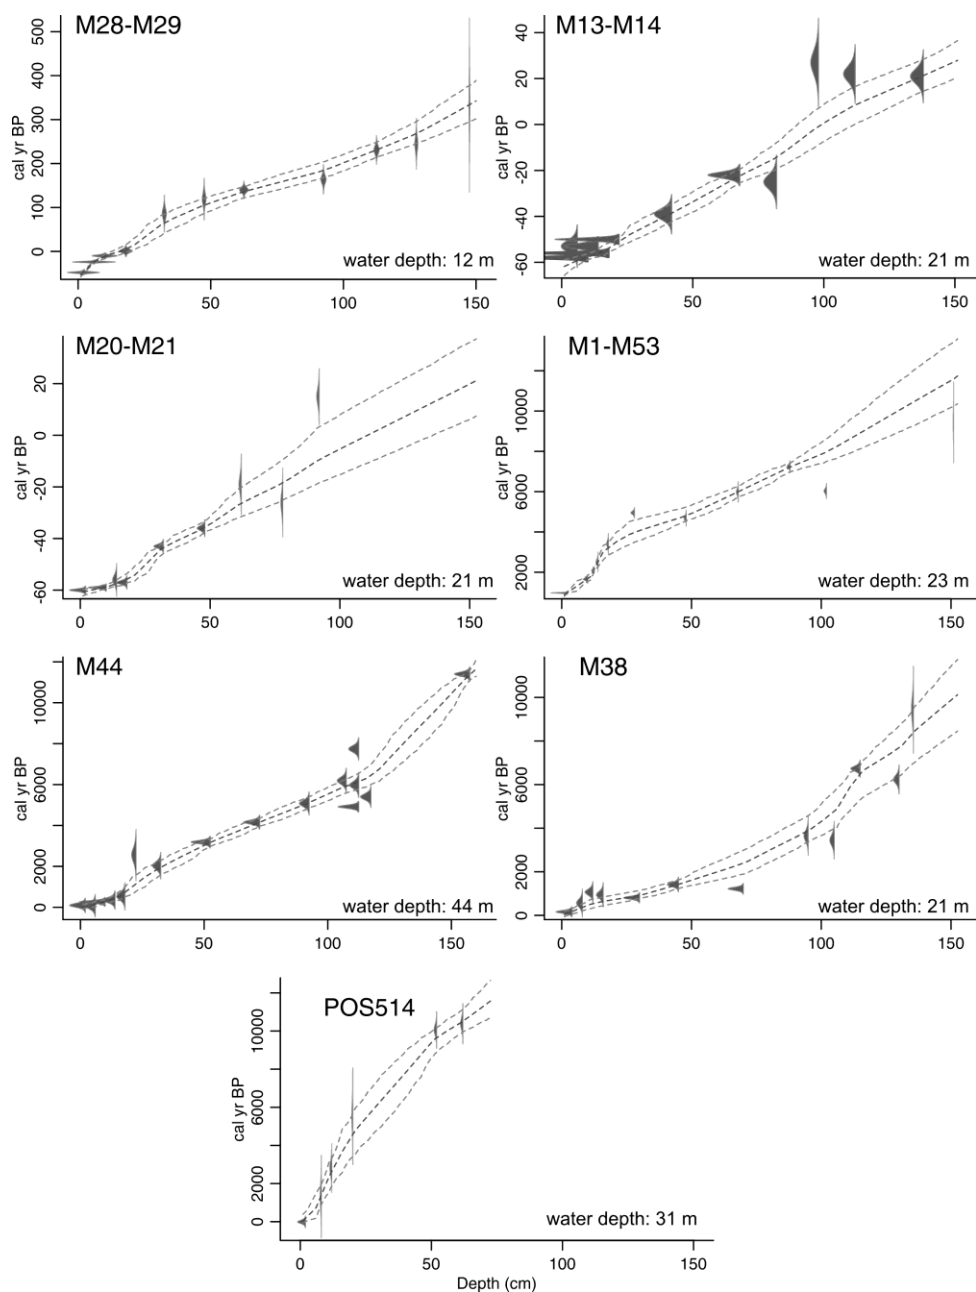 M28-M29
cal yr BP
0 100 200 300 400 500
water depth: 12 m
0 50 100 150
M13-M14
cal yr BP
-60 -40 -20 0 20 40
water depth: 21 m
0 50 100 150
M20-M21
cal yr BP
-60 -40 -20 0 20
water depth: 21 m
0 50 100 150
M1-M53
cal yr BP
2000 6000 10000
water depth: 23 m
0 50 100 150
M44
cal yr BP
0 2000 6000 10000
water depth: 44 m
0 50 100 150
M38
cal yr BP
0 2000 6000 10000
water depth: 21 m
0 50 100 150
POS514
cal yr BP
0 2000 6000 10000
water depth: 31 m
0 50 100 150
Depth (cm)